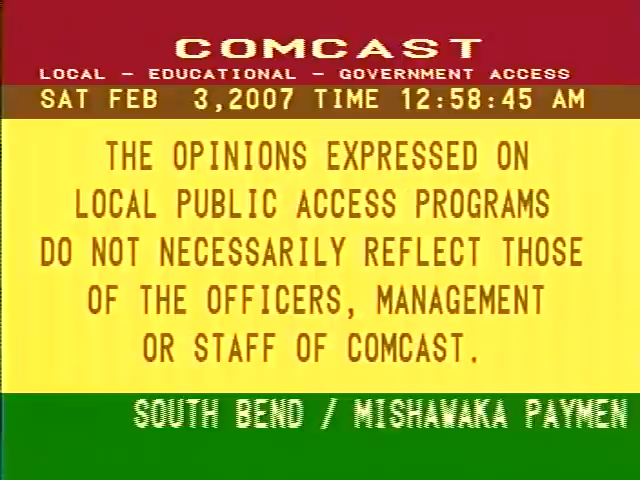 COMCAST
LOCAL - EDUCATIONAL - GOVERNMENT ACCESS
SAT FEB 3,2007 TIME 12:58:45 AM
THE OPINIONS EXPRESSED ON
LOCAL PUBLIC ACCESS PROGRAMS
DO NOT NECESSARILY REFLECT THOSE
OF THE OFFICERS, MANAGEMENT
OR STAFF OF COMCAST.
SOUTH BEND / MISHAWAKA PAYMEN